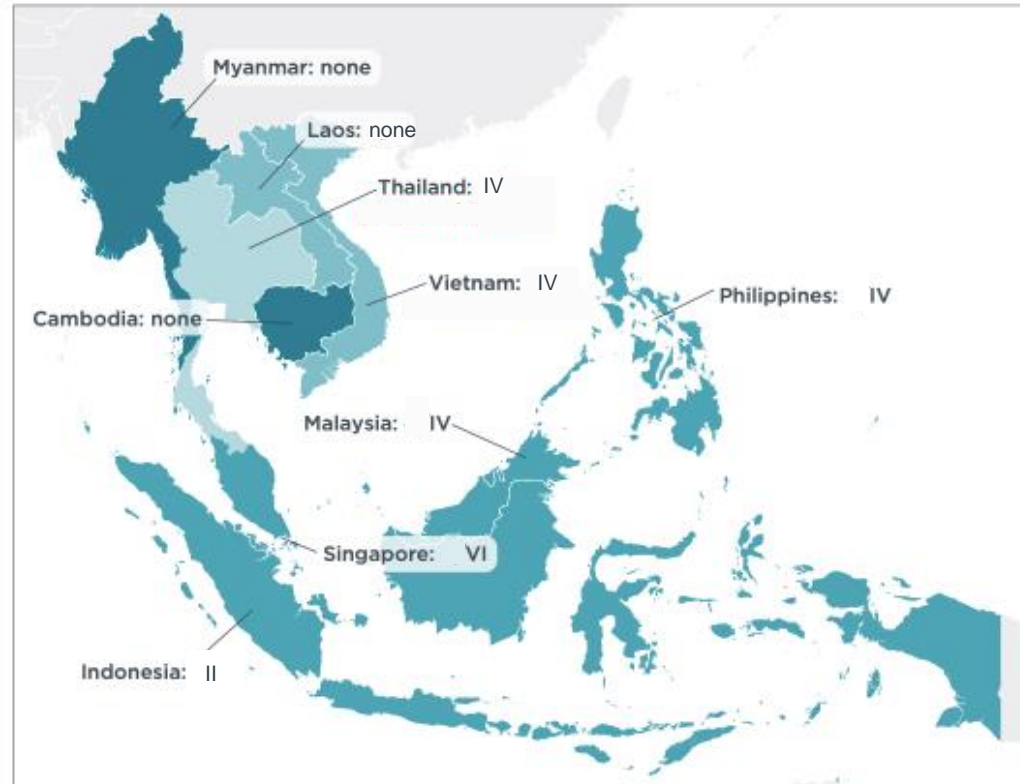 Myanmar: none
Laos: none
Thailand: IV
Vietnam: IV
Philippines: IV
Cambodia: none
Malaysia: IV
Singapore: VI
Indonesia: II